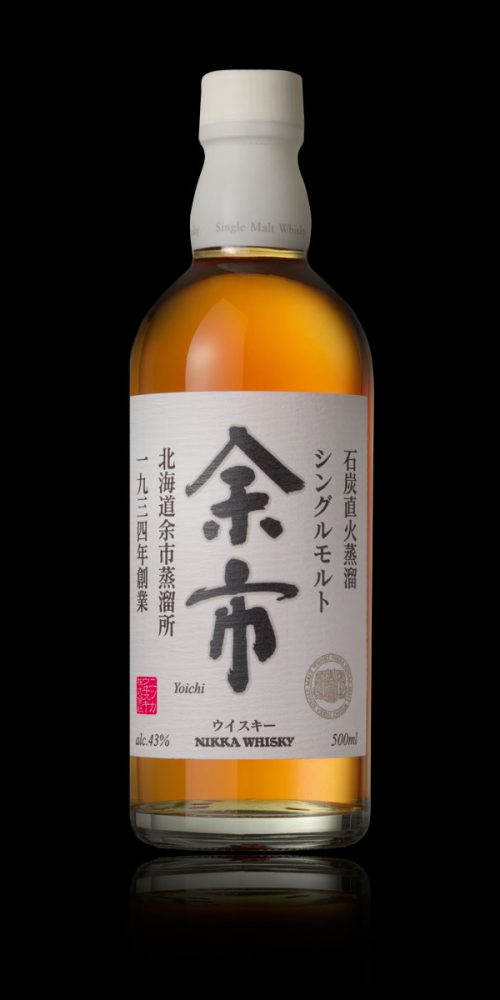 Single Malt Whisky
石炭直火蒸溜
シングルモルト
余市
北海道余市蒸溜所
一九三四年創業
Yoichi
ウイスキー
alc.43%
NIKKA WHISKY
500ml